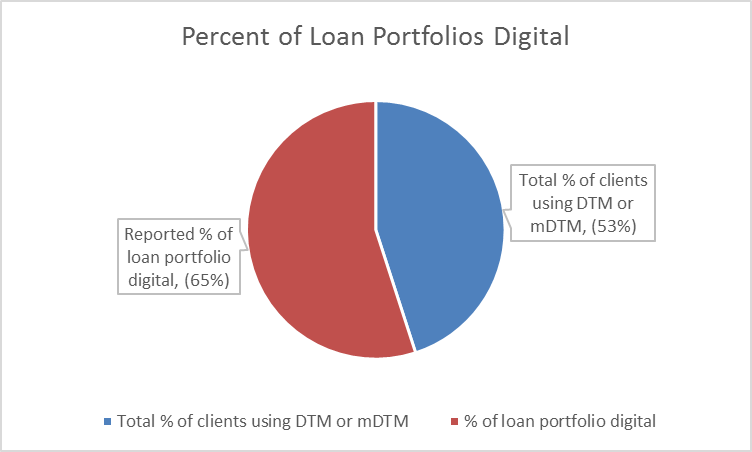 Percent of Loan Portfolios Digital
Total % of clients
using DTM or
mDTM, (53%)
Reported % of
loan portfolio
digital, (65%)
Total % of clients using DTM or mDTM
% of loan portfolio digital